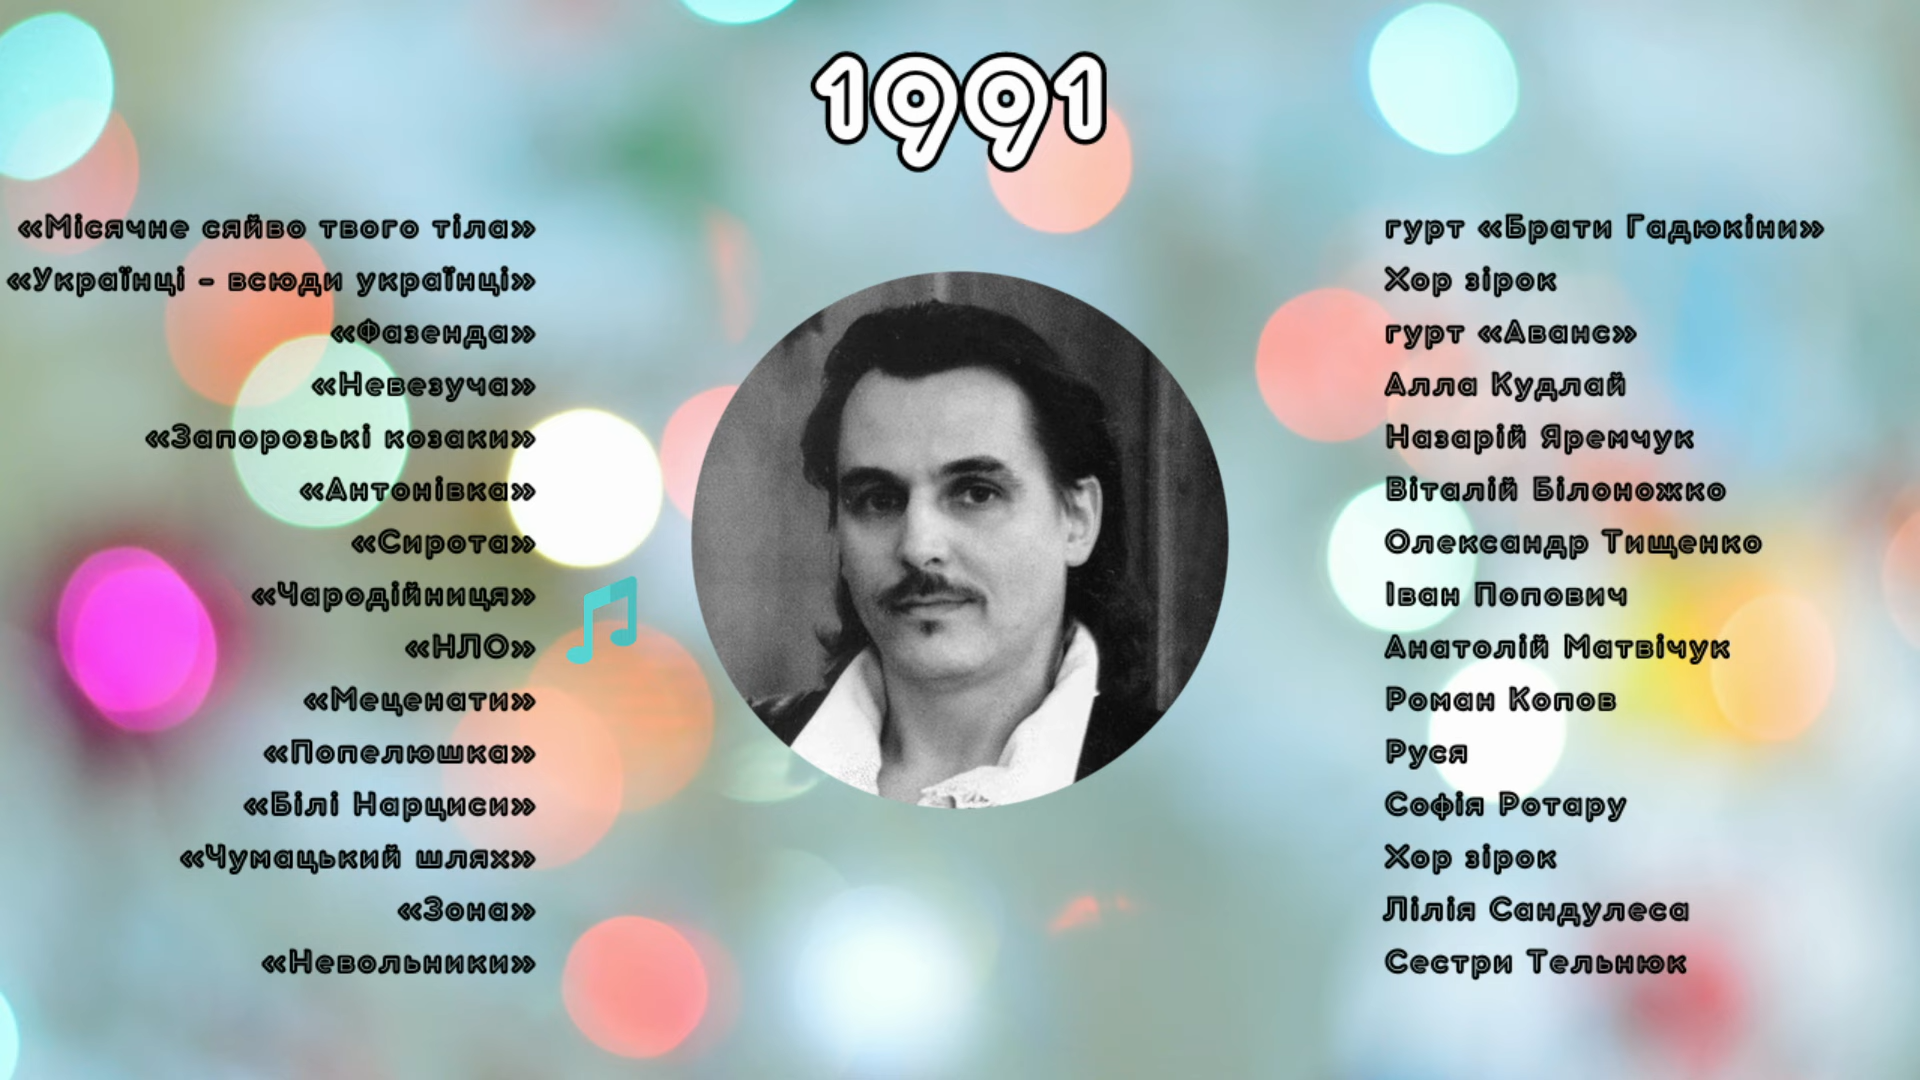 1991
«Місячне сяйво твого тіла»
гурт «Брати Гадюкіни»
«Українці - всюди українці»
Хор зірок
«Фазенда»
гурт «Аванс»
«Невезуча»
Алла Кудлай
«Запорозькі козаки»
Назарій Яремчук
«Антонівка»
Віталій Білоножко
«Сирота»
Олександр Тищенко
«Чародійниця»
Іван Попович
«НЛО»
Анатолій Матвічук
«Меценати»
Роман Копов
«Попелюшка»
Руся
«Білі Нарциси»
Софія Ротару
«Чумацький шлях»
Хор зірок
«Зона»
Лілія Сандулеса
«Невольники»
Сестри Тельнюк